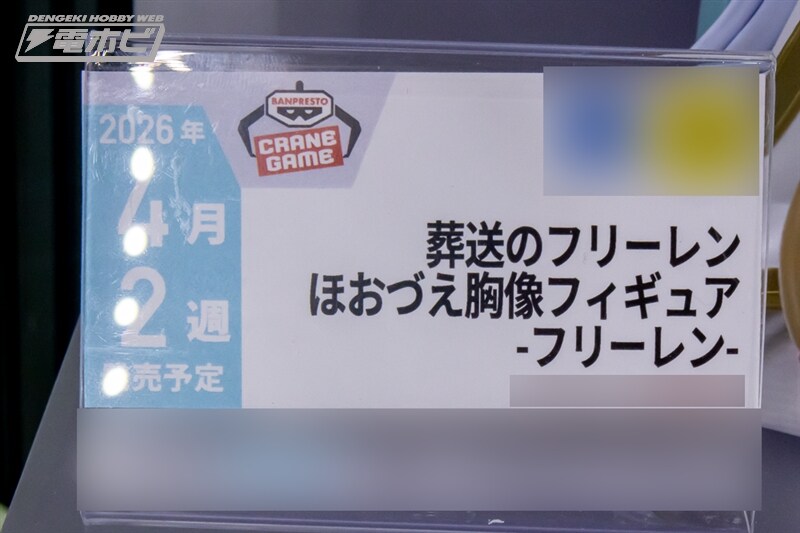 DENGEKI HOBBY WEB
電ホビ
BANPRESTO
CRANE
GAME
2026年
4月
2週
売予定
葬送のフリーレン
ほおづえ胸像フィギュア
-フリーレン-